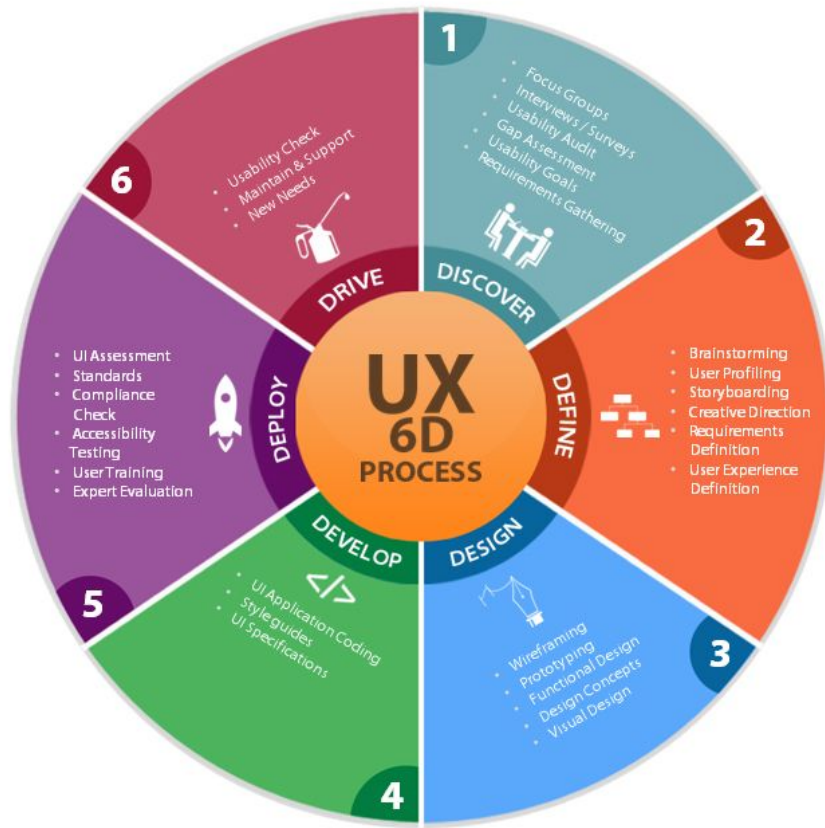 UX
6D
PROCESS
1
DISCOVER
• Focus Groups
• Interviews / Surveys
• Usability Audit
• Gap Assessment
• Usability Goals
• Requirements Gathering
2
DEFINE
• Brainstorming
• User Profiling
• Storyboarding
• Creative Direction
• Requirements
Definition
• User Experience
Definition
3
DESIGN
• Wireframing
• Prototyping
• Functional Design
• Design Concepts
• Visual Design
4
DEVELOP
</>
• UI Application Coding
• Style guides
• UI Specifications
5
DEPLOY
• UI Assessment
• Standards
• Compliance
Check
• Accessibility
Testing
• User Training
• Expert Evaluation
6
DRIVE
• Usability Check
• Maintain & Support
• New Needs